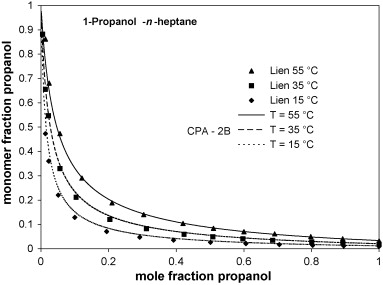 1-Propanol -n-heptane
monomer fraction propanol
1
0.9
0.8
0.7
0.6
0.5
0.4
0.3
0.2
0.1
0
Lien 55 °C
Lien 35 °C
Lien 15 °C
T = 55 °C
CPA - 2B T = 35 °C
T = 15 °C
0 0.2 0.4 0.6 0.8 1
mole fraction propanol